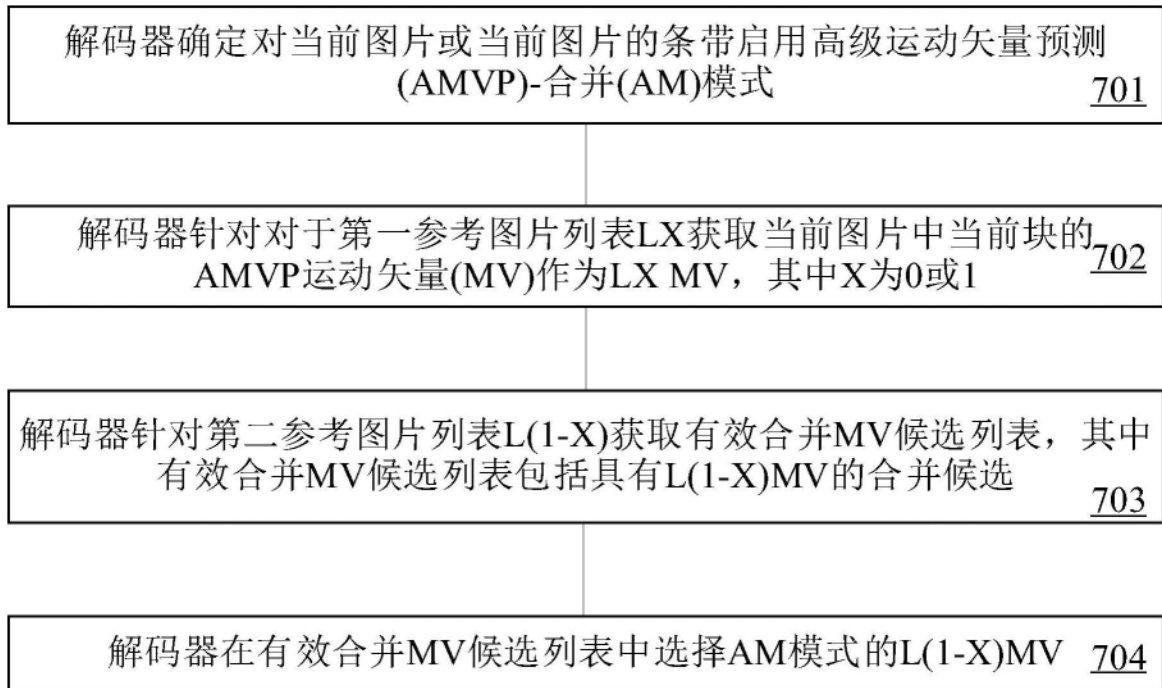 解码器确定对当前图片或当前图片的条带启用高级运动矢量预测
(AMVP)-合并(AM)模式
701
解码器针对对于第一参考图片列表LX获取当前图片中当前块的
AMVP运动矢量(MV)作为LX MV，其中X为0或1
702
解码器针对第二参考图片列表L(1-X)获取有效合并MV候选列表，其中
有效合并MV候选列表包括具有L(1-X)MV的合并候选
703
解码器在有效合并MV候选列表中选择AM模式的L(1-X)MV
704